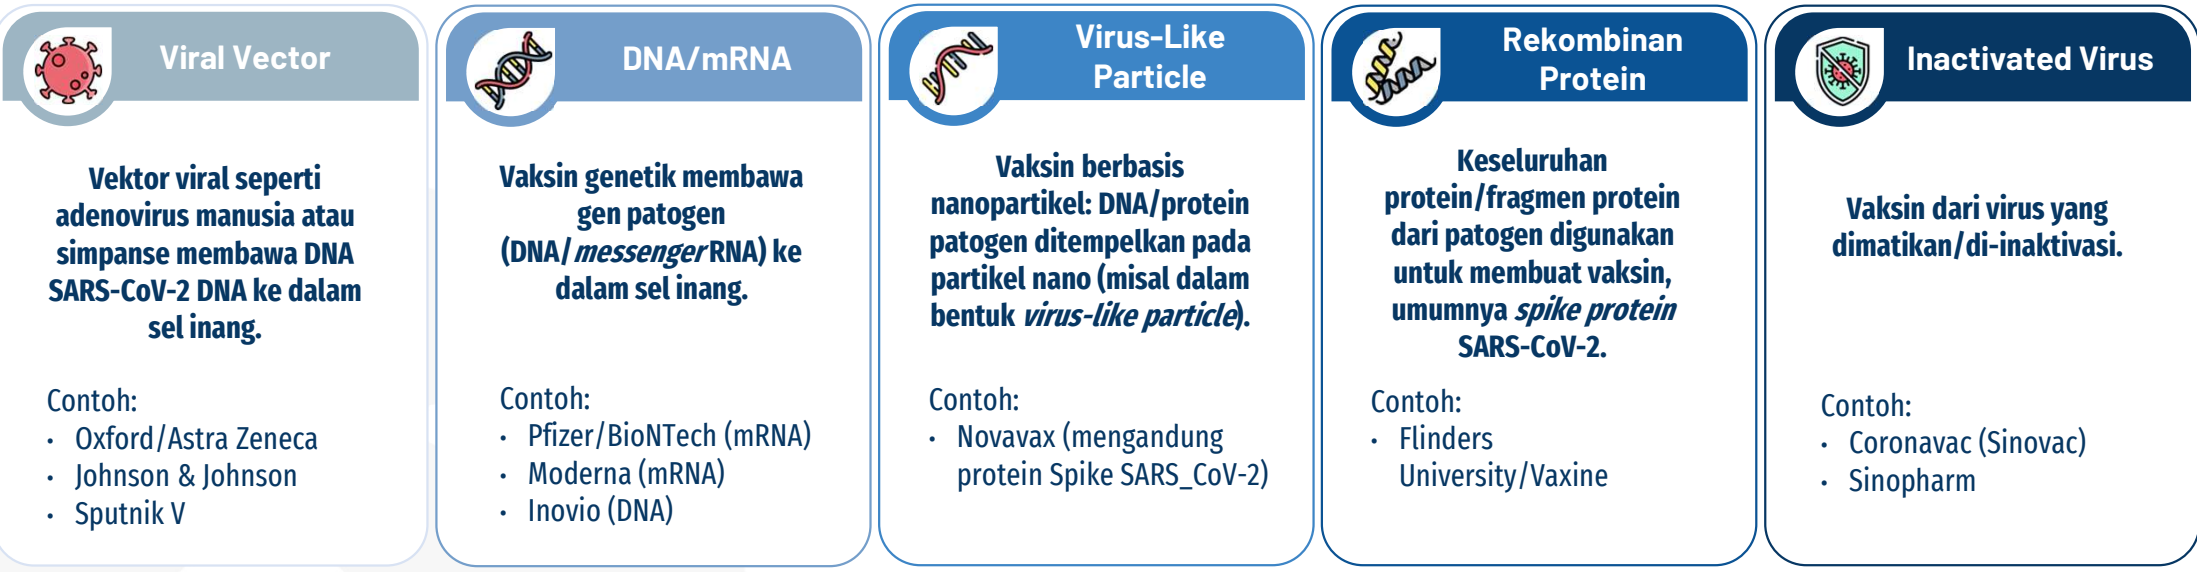 Viral Vector
Vektor viral seperti
adenovirus manusia atau
simpanse membawa DNA
SARS-CoV-2 DNA ke dalam
sel inang.
Contoh:
• Oxford/Astra Zeneca
• Johnson & Johnson
• Sputnik V
DNA/mRNA
Vaksin genetik membawa
gen patogen
(DNA/messenger RNA) ke
dalam sel inang.
Contoh:
• Pfizer/BioNTech (mRNA)
• Moderna (mRNA)
• Inovio (DNA)
Virus-Like
Particle
Vaksin berbasis
nanopartikel: DNA/protein
patogen ditempelkan pada
partikel nano (misal dalam
bentuk virus-like particle).
Contoh:
• Novavax (mengandung
protein Spike SARS_CoV-2)
Rekombinan
Protein
Keseluruhan
protein/fragmen protein
dari patogen digunakan
untuk membuat vaksin,
umumnya spike protein
SARS-CoV-2.
Contoh:
• Flinders
University/Vaxine
Inactivated Virus
Vaksin dari virus yang
dimatikan/di-inaktivasi.
Contoh:
• Coronavac (Sinovac)
• Sinopharm